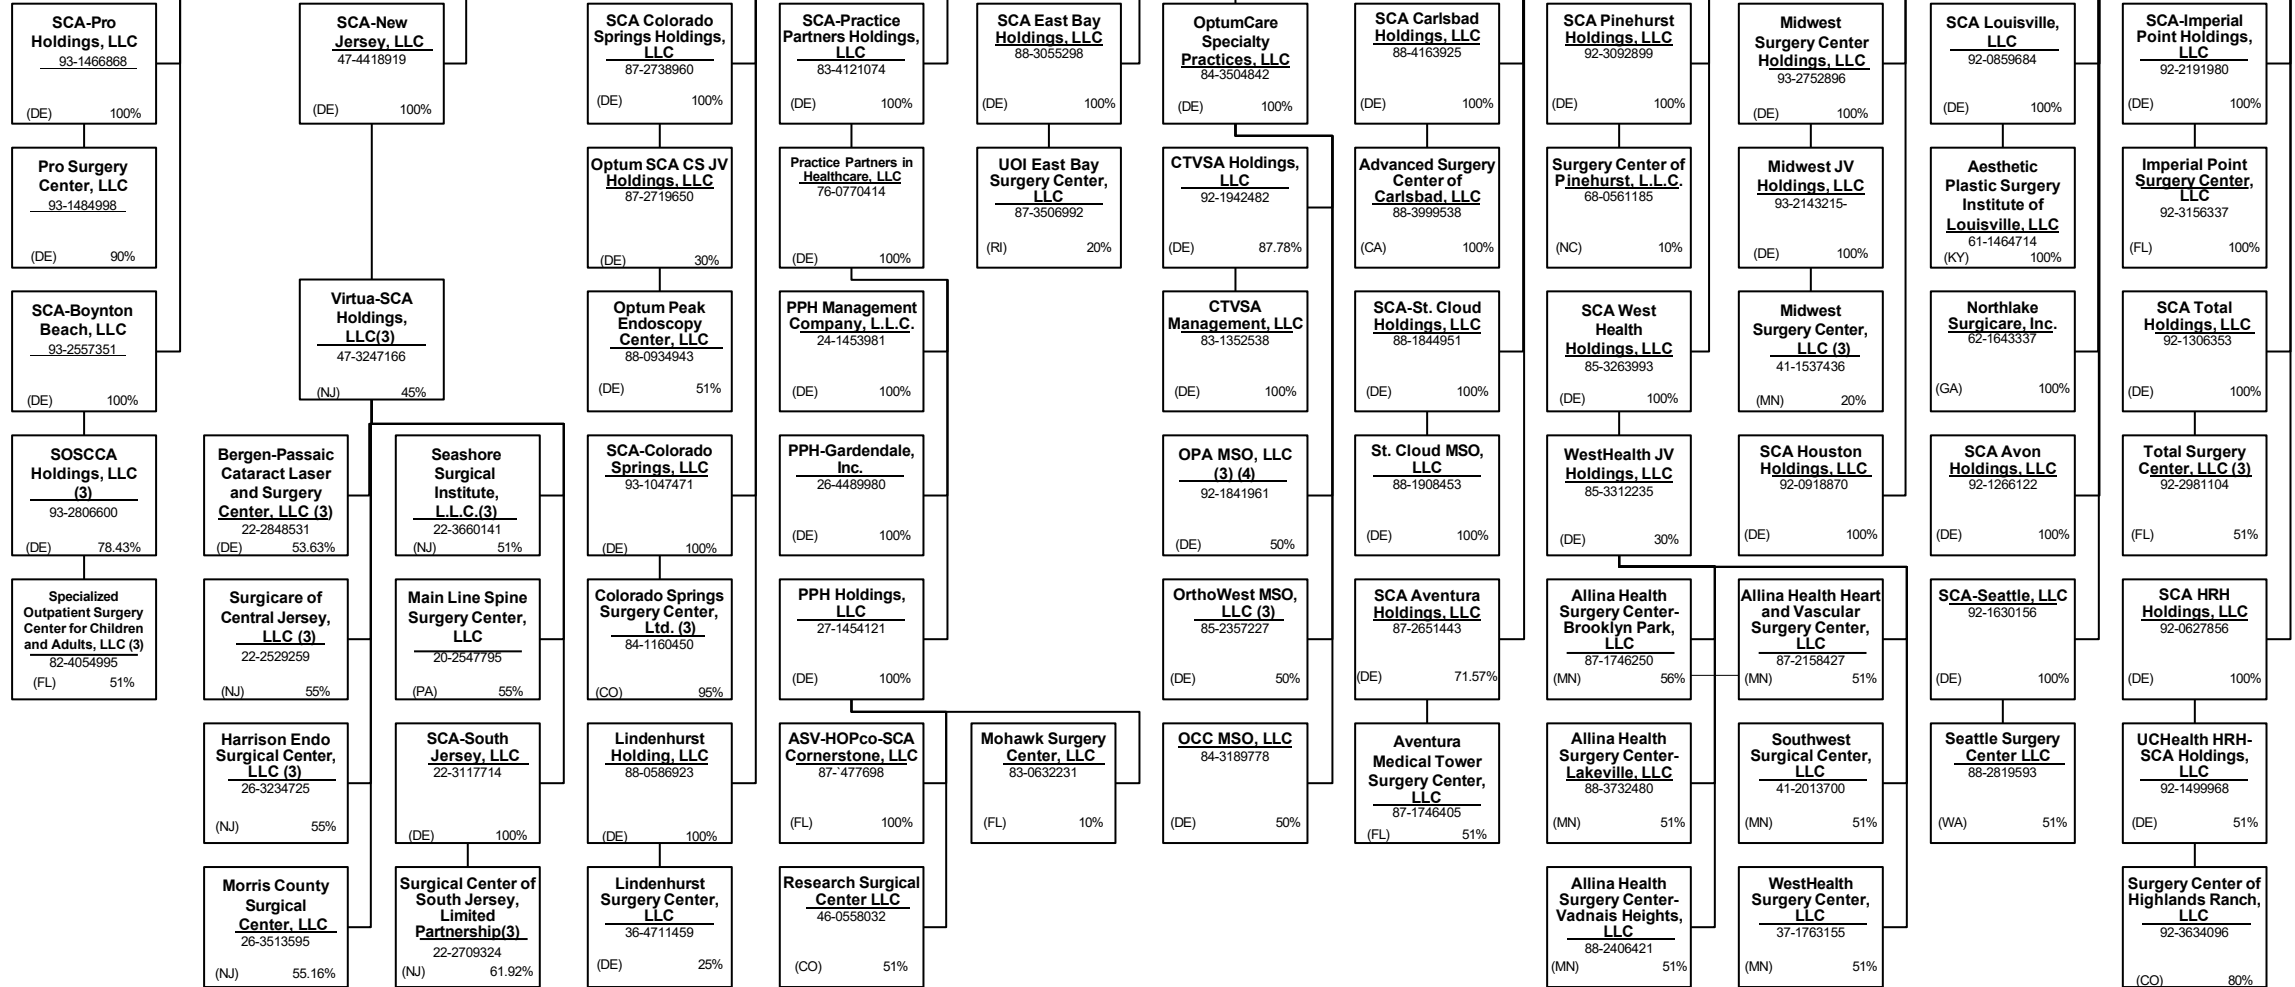 SCA-Pro
Holdings, LLC
93-1466868
(DE) 100%
Pro Surgery
Center, LLC
93-1484998
(DE) 90%
SCA-Boynton
Beach, LLC
93-2557351
(DE) 100%
SOSCCA
Holdings, LLC
(3)
93-2806600
(DE) 78.43%
Specialized
Outpatient Surgery
Center for Children
and Adults, LLC (3)
82-4054995
(FL) 51%
SCA-New
Jersey, LLC
47-4418919
(DE) 100%
Virtua-SCA
Holdings,
LLC(3)
47-3247166
(NJ) 45%
Bergen-Passaic
Cataract Laser
and Surgery
Center, LLC (3)
22-2848531
(DE) 53.63%
Surgicare of
Central Jersey,
LLC (3)
22-2529259
(NJ) 55%
Harrison Endo
Surgical Center,
LLC (3)
26-3234725
(NJ) 55%
Morris County
Surgical
Center, LLC
26-3513595
(NJ) 55.16%
Seashore
Surgical
Institute,
L.L.C.(3)
22-3660141
(NJ) 51%
Main Line Spine
Surgery Center,
LLC
20-2547795
(PA) 55%
SCA-South
Jersey, LLC
22-3117714
(DE) 100%
Surgical Center of
South Jersey,
Limited
Partnership(3)
22-2709324
(NJ) 61.92%
SCA Colorado
Springs Holdings,
LLC
87-2738960
(DE) 100%
Optum SCA CS JV
Holdings, LLC
87-2719650
(DE) 30%
Optum Peak
Endoscopy
Center, LLC
88-0934943
(DE) 51%
SCA-Colorado
Springs, LLC
93-1047471
(DE) 100%
Colorado Springs
Surgery Center,
Ltd. (3)
84-1160450
(CO) 95%
Lindenhurst
Holding, LLC
88-0586923
(DE) 100%
Lindenhurst
Surgery Center,
LLC
36-4711459
(DE) 25%
SCA-Practice
Partners Holdings,
LLC
83-4121074
(DE) 100%
Practice Partners in
Healthcare, LLC
76-0770414
(DE) 100%
PPH Management
Company, L.L.C.
24-1453981
(DE) 100%
PPH-Gardendale,
Inc.
26-4489980
(DE) 100%
PPH Holdings,
LLC
27-1454121
(DE) 100%
ASV-HOPco-SCA
Cornerstone, LLC
87-`477698
(FL) 100%
Research Surgical
Center LLC
46-0558032
(CO) 51%
SCA East Bay
Holdings, LLC
88-3055298
(DE) 100%
UOI East Bay
Surgery Center,
LLC
87-3506992
(RI) 20%
Mohawk Surgery
Center, LLC
83-0632231
(FL) 10%
OptumCare
Specialty
Practices, LLC
84-3504842
(DE) 100%
CTVSA Holdings,
LLC
92-1942482
(DE) 87.78%
CTVSA
Management, LLC
83-1352538
(DE) 100%
OPA MSO, LLC
(3) (4)
92-1841961
(DE) 50%
OrthoWest MSO,
LLC (3)
85-2357227
(DE) 50%
OCC MSO, LLC
84-3189778
(DE) 50%
SCA Carlsbad
Holdings, LLC
88-4163925
(DE) 100%
Advanced Surgery
Center of
Carlsbad, LLC
88-3999538
(CA) 100%
SCA-St. Cloud
Holdings, LLC
88-1844951
(DE) 100%
St. Cloud MSO,
LLC
88-1908453
(DE) 100%
SCA Aventura
Holdings, LLC
87-2651443
(DE) 71.57%
Aventura
Medical Tower
Surgery Center,
LLC
87-1746405
(FL) 51%
SCA Pinehurst
Holdings, LLC
92-3092899
(DE) 100%
Surgery Center of
Pinehurst, L.L.C.
68-0561185
(NC) 10%
SCA West
Health
Holdings, LLC
85-3263993
(DE) 100%
WestHealth JV
Holdings, LLC
85-3312235
(DE) 30%
Allina Health
Surgery Center-
Brooklyn Park,
LLC
87-1746250
(MN) 56%
Allina Health
Surgery Center-
Lakeville, LLC
88-3732480
(MN) 51%
Allina Health
Surgery Center-
Vadnais Heights,
LLC
88-2406421
(MN) 51%
Midwest
Surgery Center
Holdings, LLC
93-2752896
(DE) 100%
Midwest JV
Holdings, LLC
93-2143215-
(DE) 100%
Midwest
Surgery Center,
LLC (3)
41-1537436
(MN) 20%
SCA Houston
Holdings, LLC
92-0918870
(DE) 100%
Allina Health Heart
and Vascular
Surgery Center,
LLC
87-2158427
(MN) 51%
Southwest
Surgical Center,
LLC
41-2013700
(MN) 51%
WestHealth
Surgery Center,
LLC
37-1763155
(MN) 51%
SCA Louisville,
LLC
92-0859684
(DE) 100%
Aesthetic
Plastic Surgery
Institute of
Louisville, LLC
61-1464714
(KY) 100%
Northlake
Surgicare, Inc.
62-1643337
(GA) 100%
SCA Avon
Holdings, LLC
92-1266122
(DE) 100%
SCA-Seattle, LLC
92-1630156
(DE) 100%
Seattle Surgery
Center LLC
88-2819593
(WA) 51%
SCA-Imperial
Point Holdings,
LLC
92-2191980
(DE) 100%
Imperial Point
Surgery Center,
LLC
92-3156337
(FL) 100%
SCA Total
Holdings, LLC
92-1306353
(DE) 100%
Total Surgery
Center, LLC (3)
92-2981104
(FL) 51%
SCA HRH
Holdings, LLC
92-0627856
(DE) 100%
UCHealth HRH-
SCA Holdings,
LLC
92-1499968
(DE) 51%
Surgery Center of
Highlands Ranch,
LLC
92-3634096
(CO) 80%